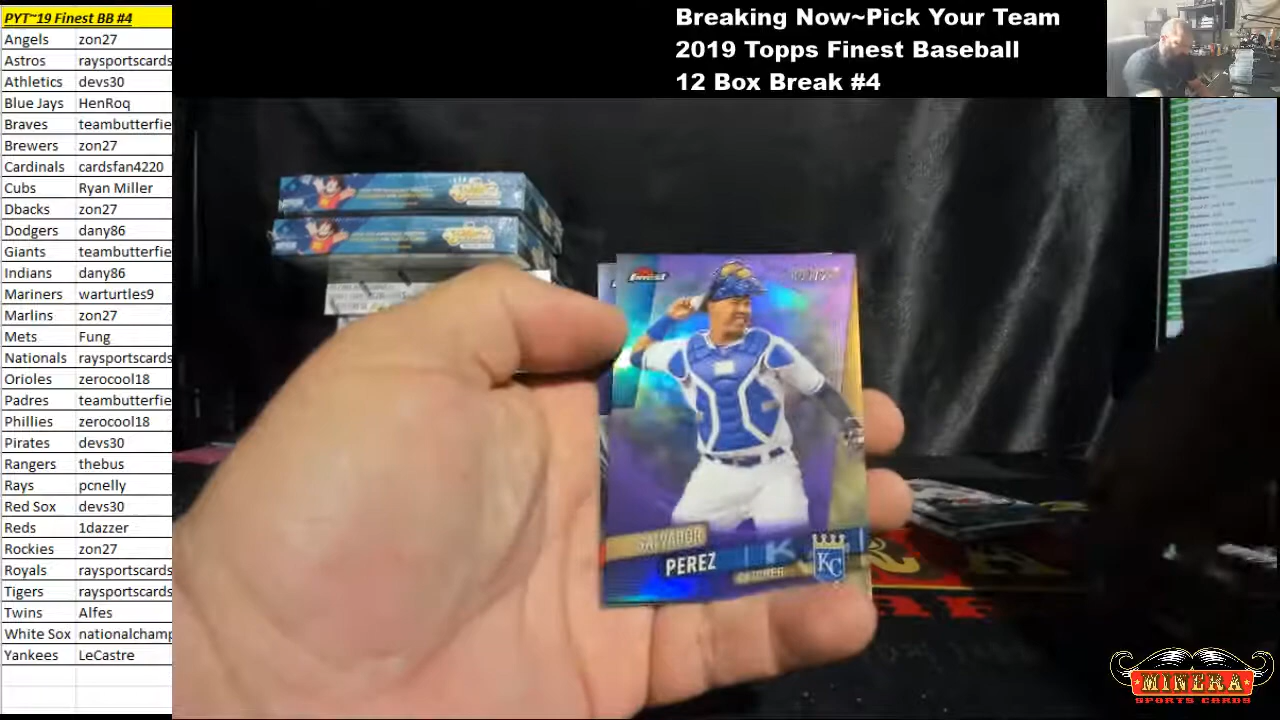 PYT~19 Finest BB #4
Angels zon27
Astros raysportscards
Athletics devs30
Blue Jays HenRoq
Braves teambutterfie
Brewers zon27
Cardinals cardsfan4220
Cubs Ryan Miller
Dbacks zon27
Dodgers dany86
Giants teambutterfie
Indians dany86
Mariners warturtles9
Marlins zon27
Mets Fung
Nationals raysportscards
Orioles zerocool18
Padres teambutterfie
Phillies zerocool18
Pirates devs30
Rangers thebus
Rays pcnelly
Red Sox devs30
Reds 1dazzer
Rockies zon27
Royals raysportscards
Tigers raysportscards
Twins Alfes
White Sox nationalchamp
Yankees LeCastre
Breaking Now~Pick Your Team
2019 Topps Finest Baseball
12 Box Break #4
FINEST
SALVADOR
PEREZ
CATCHER
KC
MINERA
SPORTS CARDS